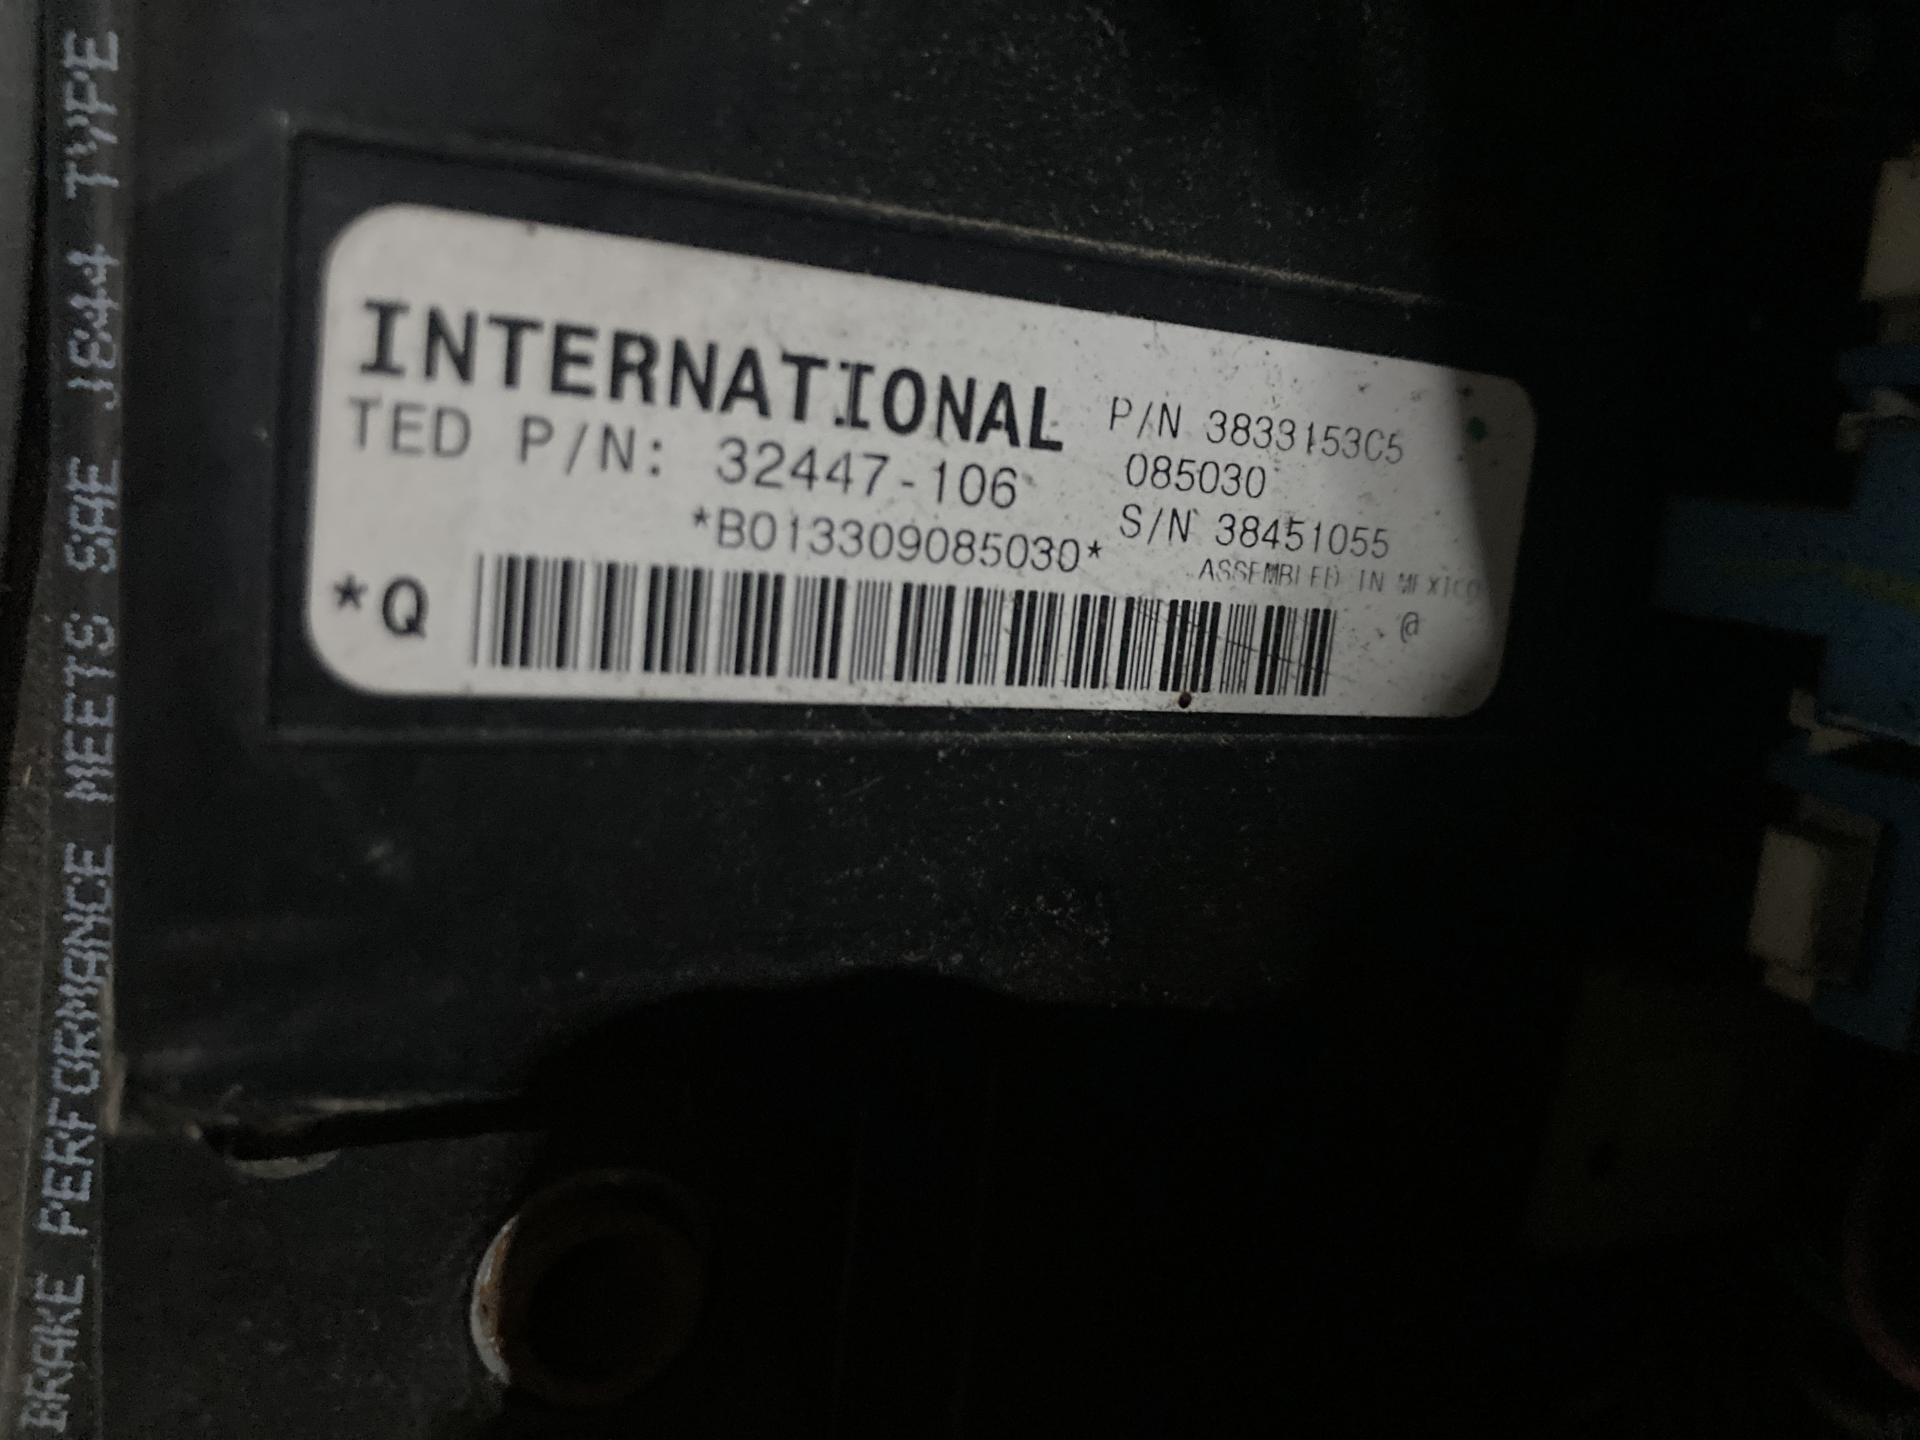 INTERNATIONAL
TED P/N: 32447-106
P/N 3833153C5
085030
*B013309085030*
S/N 38451055
ASSEMBLED IN MEXICO
*Q
@
BRAKE PERFORMANCE MEETS SAE J844 TYPE